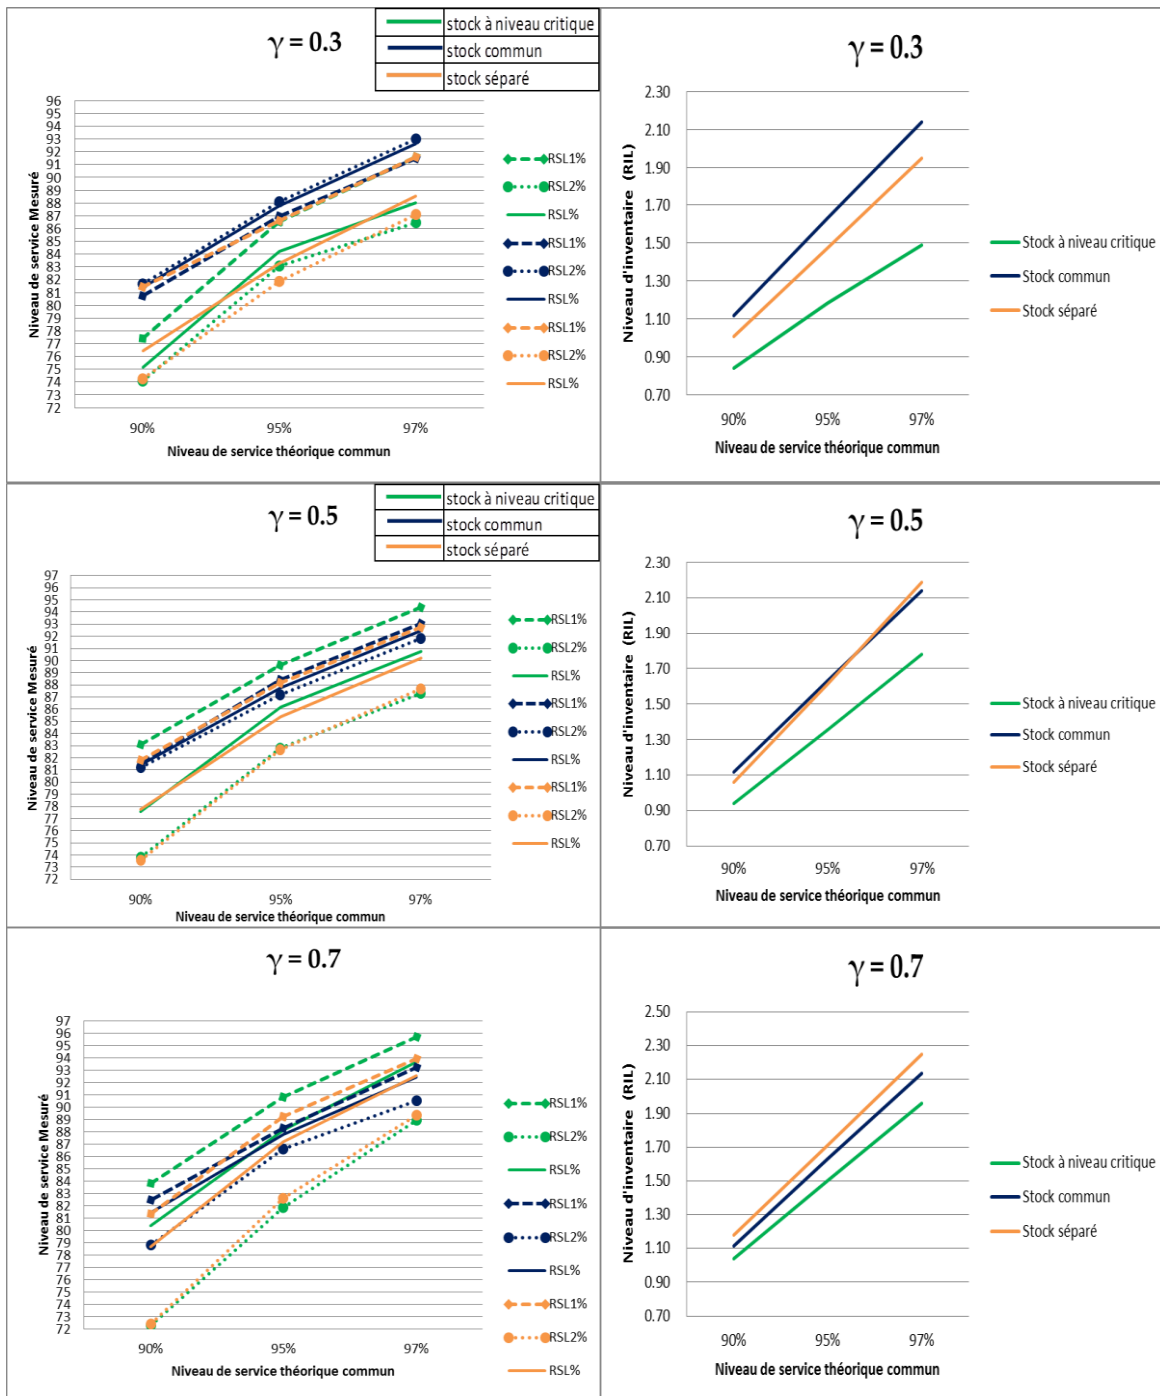 γ = 0.3
stock à niveau critique
stock commun
stock séparé
Niveau de service Mesuré
96
95
94
93
92
91
90
89
88
87
86
85
84
83
82
81
80
79
78
77
76
75
74
73
72
90%
95%
97%
Niveau de service théorique commun
RSL1%
RSL2%
RSL%
RSL1%
RSL2%
RSL%
RSL1%
RSL2%
RSL%
γ = 0.3
Niveau d'inventaire (RIL)
2.30
2.10
1.90
1.70
1.50
1.30
1.10
0.90
0.70
90%
95%
97%
Niveau de service théorique commun
Stock à niveau critique
Stock commun
Stock séparé
γ = 0.5
stock à niveau critique
stock commun
stock séparé
Niveau de service Mesuré
97
96
95
94
93
92
91
90
89
88
87
86
85
84
83
82
81
80
79
78
77
76
75
74
73
72
90%
95%
97%
Niveau de service théorique commun
RSL1%
RSL2%
RSL%
RSL1%
RSL2%
RSL%
RSL1%
RSL2%
RSL%
γ = 0.5
Niveau d'inventaire (RIL)
2.30
2.10
1.90
1.70
1.50
1.30
1.10
0.90
0.70
90%
95%
97%
Niveau de service théorique commun
Stock à niveau critique
Stock commun
Stock séparé
γ = 0.7
Niveau de service Mesuré
97
96
95
94
93
92
91
90
89
88
87
86
85
84
83
82
81
80
79
78
77
76
75
74
73
72
90%
95%
97%
Niveau de service théorique commun
RSL1%
RSL2%
RSL%
RSL1%
RSL2%
RSL%
RSL1%
RSL2%
RSL%
γ = 0.7
Niveau d'inventaire (RIL)
2.50
2.30
2.10
1.90
1.70
1.50
1.30
1.10
0.90
0.70
90%
95%
97%
Niveau de service théorique commun
Stock à niveau critique
Stock commun
Stock séparé